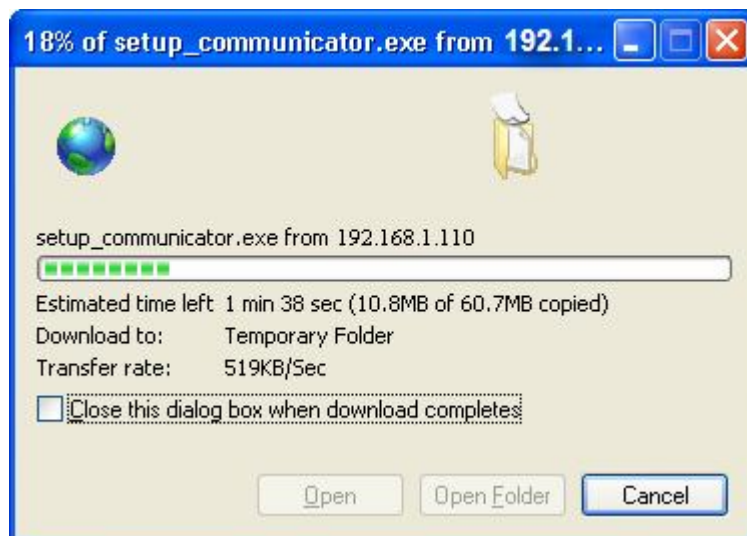 18% of setup_communicator.exe from 192.1...
setup_communicator.exe from 192.168.1.110
Estimated time left 1 min 38 sec (10.8MB of 60.7MB copied)
Download to: Temporary Folder
Transfer rate: 519KB/Sec
Close this dialog box when download completes
Open Open Folder Cancel